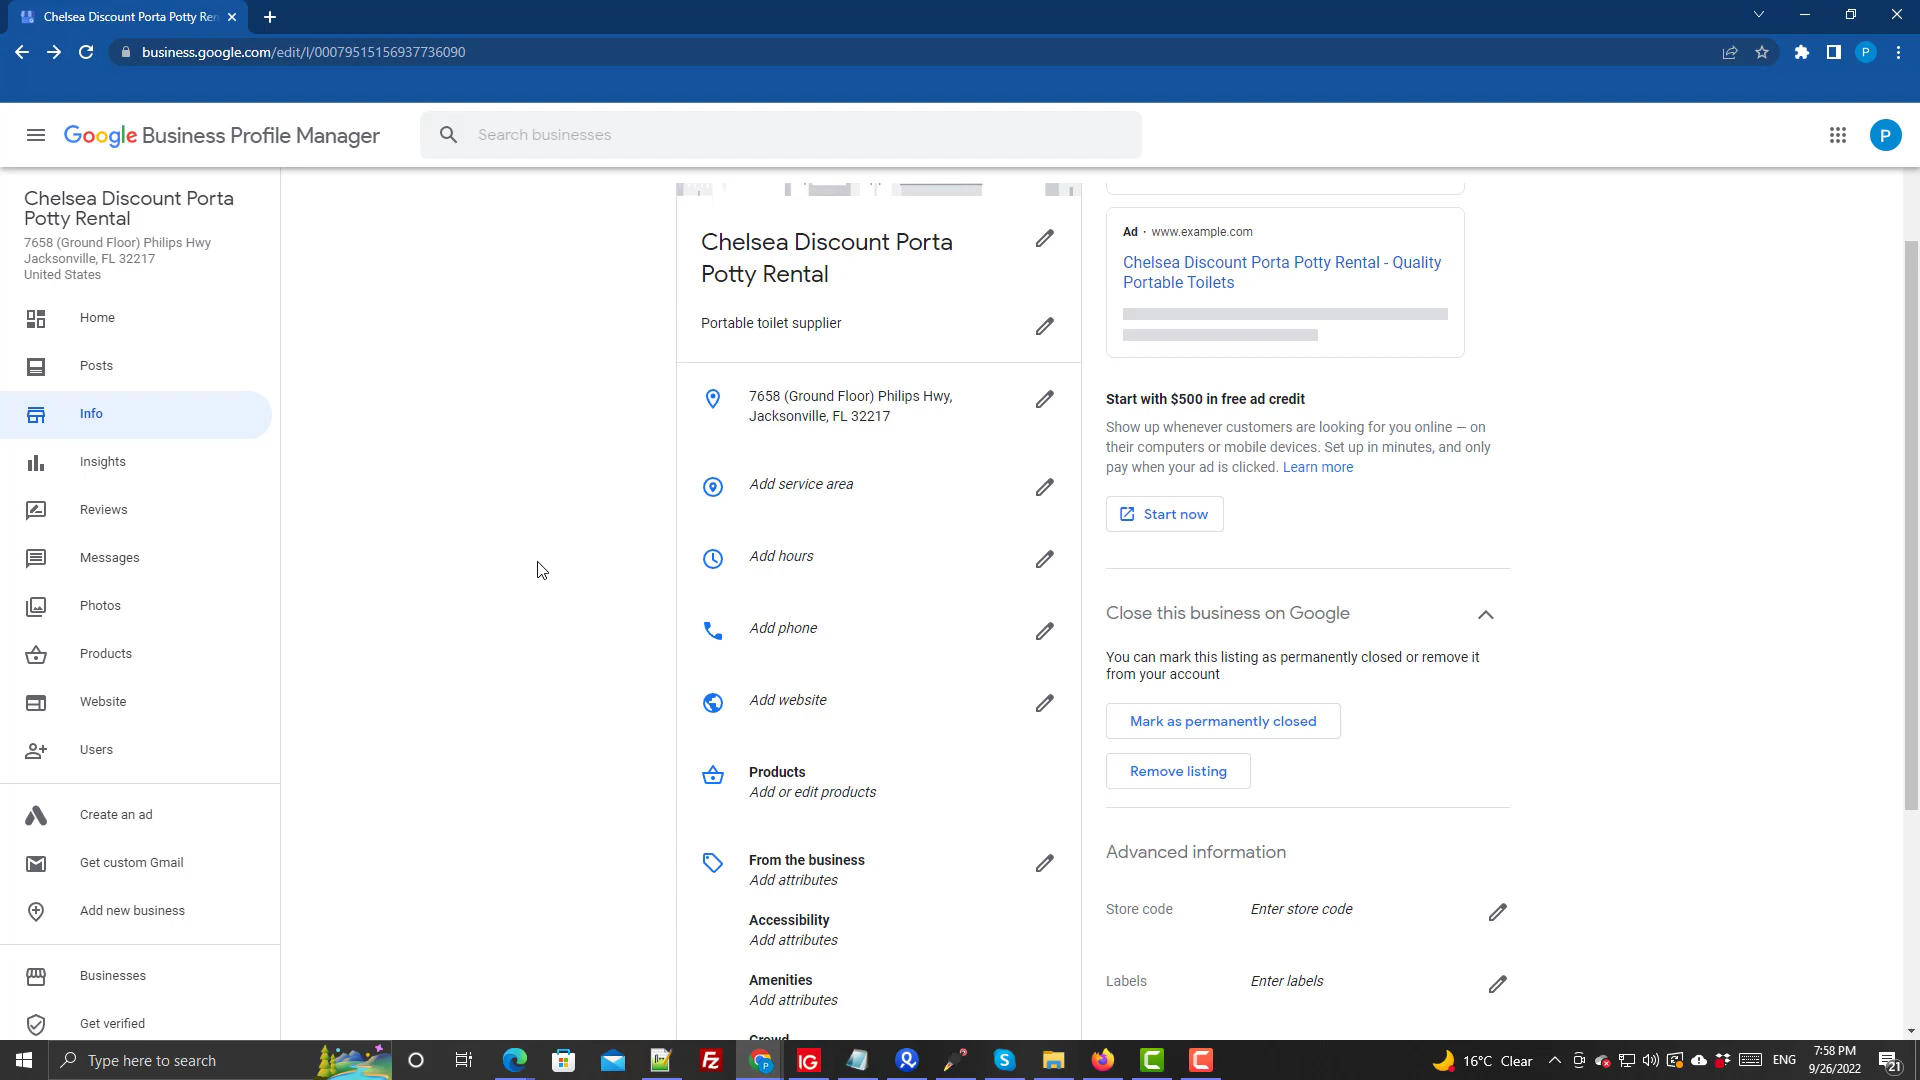 Chelsea Discount Porta Potty Ren
business.google.com/edit/l/00079515156937736090
P
Google Business Profile Manager
Search businesses
P
Chelsea Discount Porta
Potty Rental
7658 (Ground Floor) Philips Hwy
Jacksonville, FL 32217
United States
Home
Posts
Info
Insights
Reviews
Messages
Photos
Products
Website
Users
Create an ad
Get custom Gmail
Add new business
Businesses
Get verified
Chelsea Discount Porta
Potty Rental
Portable toilet supplier
7658 (Ground Floor) Philips Hwy,
Jacksonville, FL 32217
Add service area
Add hours
Add phone
Add website
Products
Add or edit products
From the business
Add attributes
Accessibility
Add attributes
Amenities
Add attributes
Crowd
Ad · www.example.com
Chelsea Discount Porta Potty Rental - Quality
Portable Toilets
Start with $500 in free ad credit
Show up whenever customers are looking for you online — on
their computers or mobile devices. Set up in minutes, and only
pay when your ad is clicked. Learn more
Start now
Close this business on Google
You can mark this listing as permanently closed or remove it
from your account
Mark as permanently closed
Remove listing
Advanced information
Store code Enter store code
Labels Enter labels
Type here to search
16°C Clear
ENG
7:58 PM
9/26/2022
21